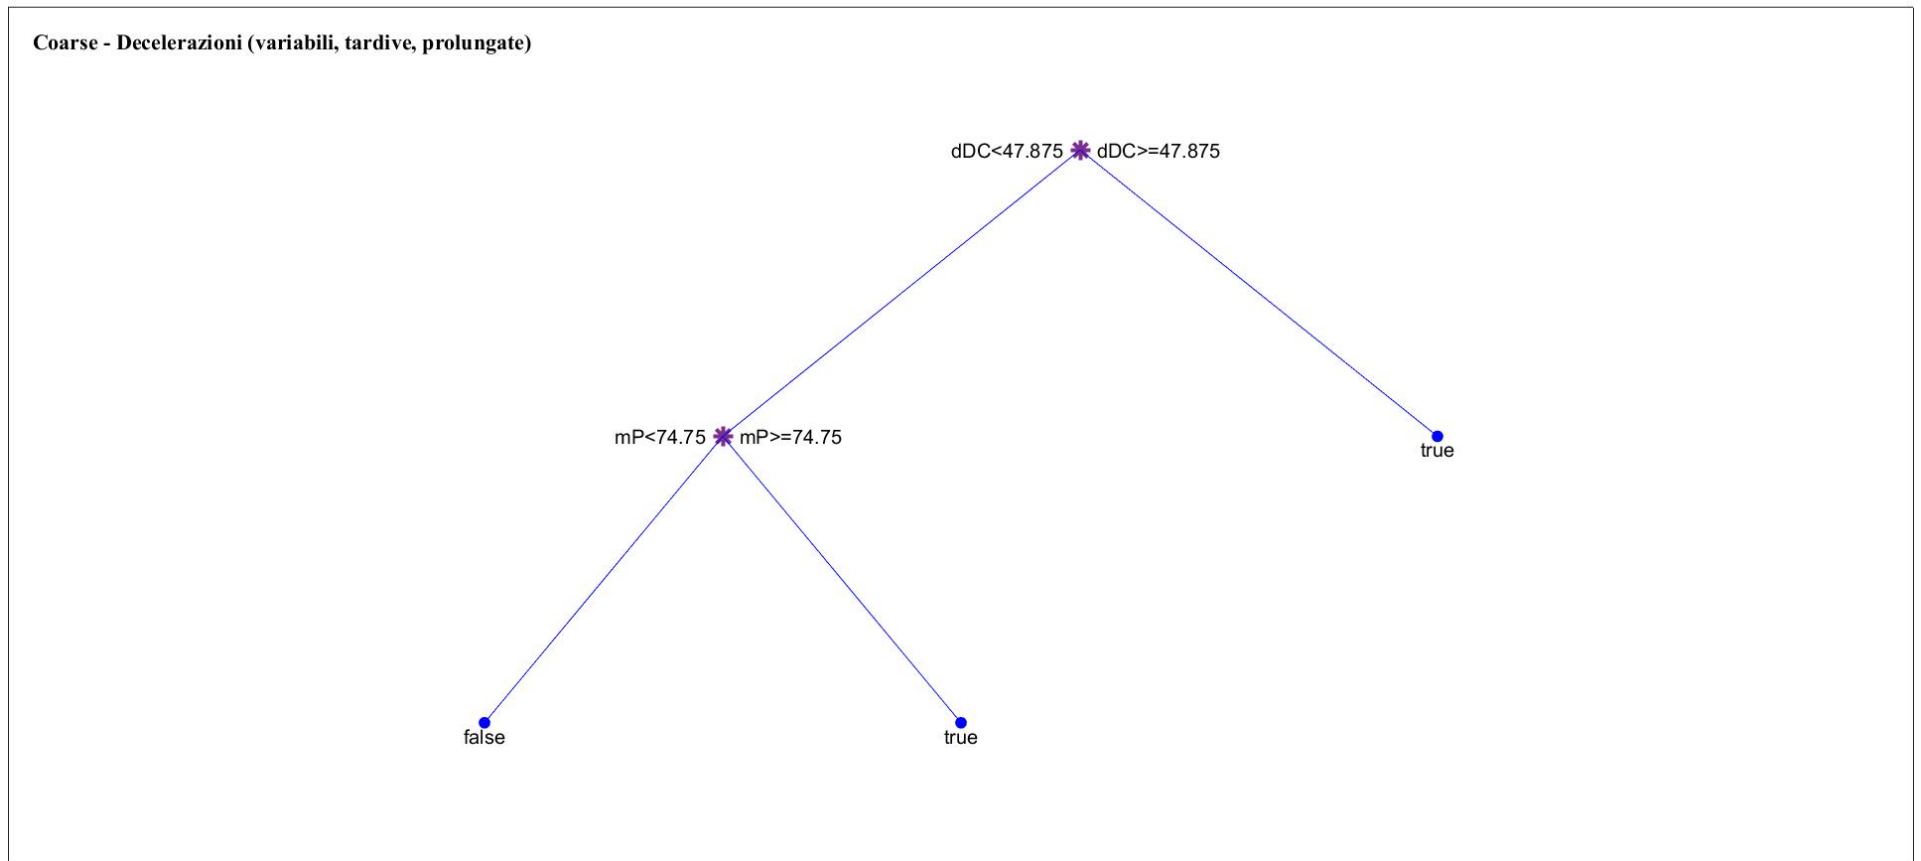 Coarse - Decelerazioni (variabili, tardive, prolungate)
dDC<47.875 dDC>=47.875
mP<74.75 mP>=74.75
true
false true